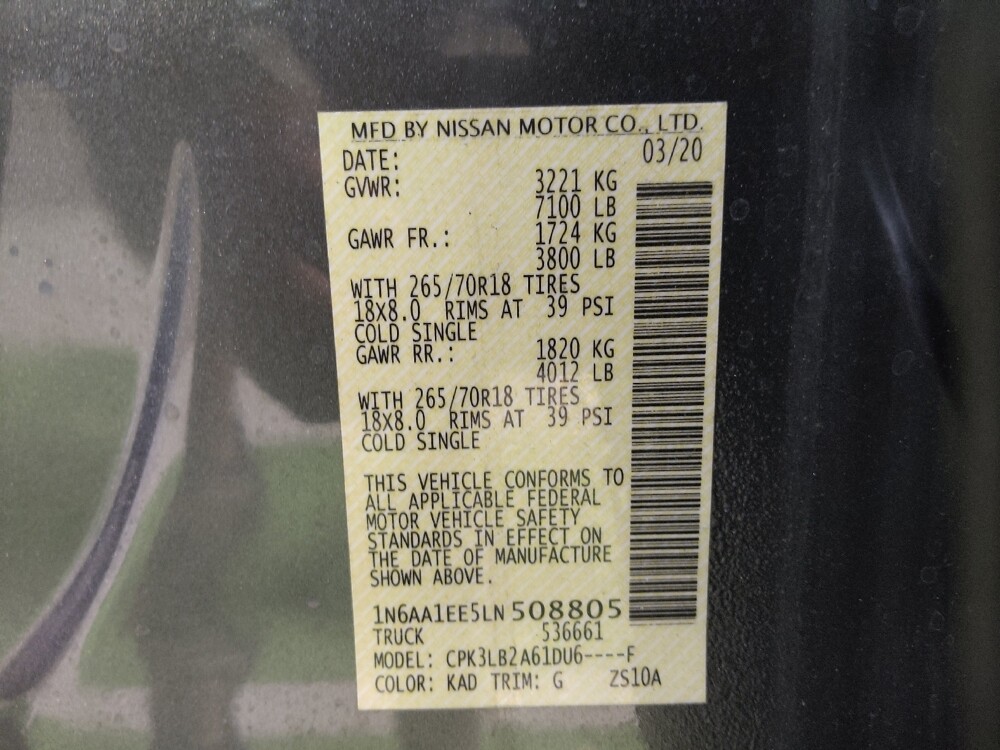 MFD BY NISSAN MOTOR CO., LTD.
DATE: 03/20
GVWR: 3221 KG
7100 LB
GAWR FR.: 1724 KG
3800 LB
WITH 265/70R18 TIRES
18X8.0 RIMS AT 39 PSI
COLD SINGLE
GAWR RR.: 1820 KG
4012 LB
WITH 265/70R18 TIRES
18X8.0 RIMS AT 39 PSI
COLD SINGLE
THIS VEHICLE CONFORMS TO
ALL APPLICABLE FEDERAL
MOTOR VEHICLE SAFETY
STANDARDS IN EFFECT ON
THE DATE OF MANUFACTURE
SHOWN ABOVE.
1N6AA1EE5LN 508805
TRUCK 536661
MODEL: CPK3LB2A61DU6----F
COLOR: KAD TRIM: G ZS10A